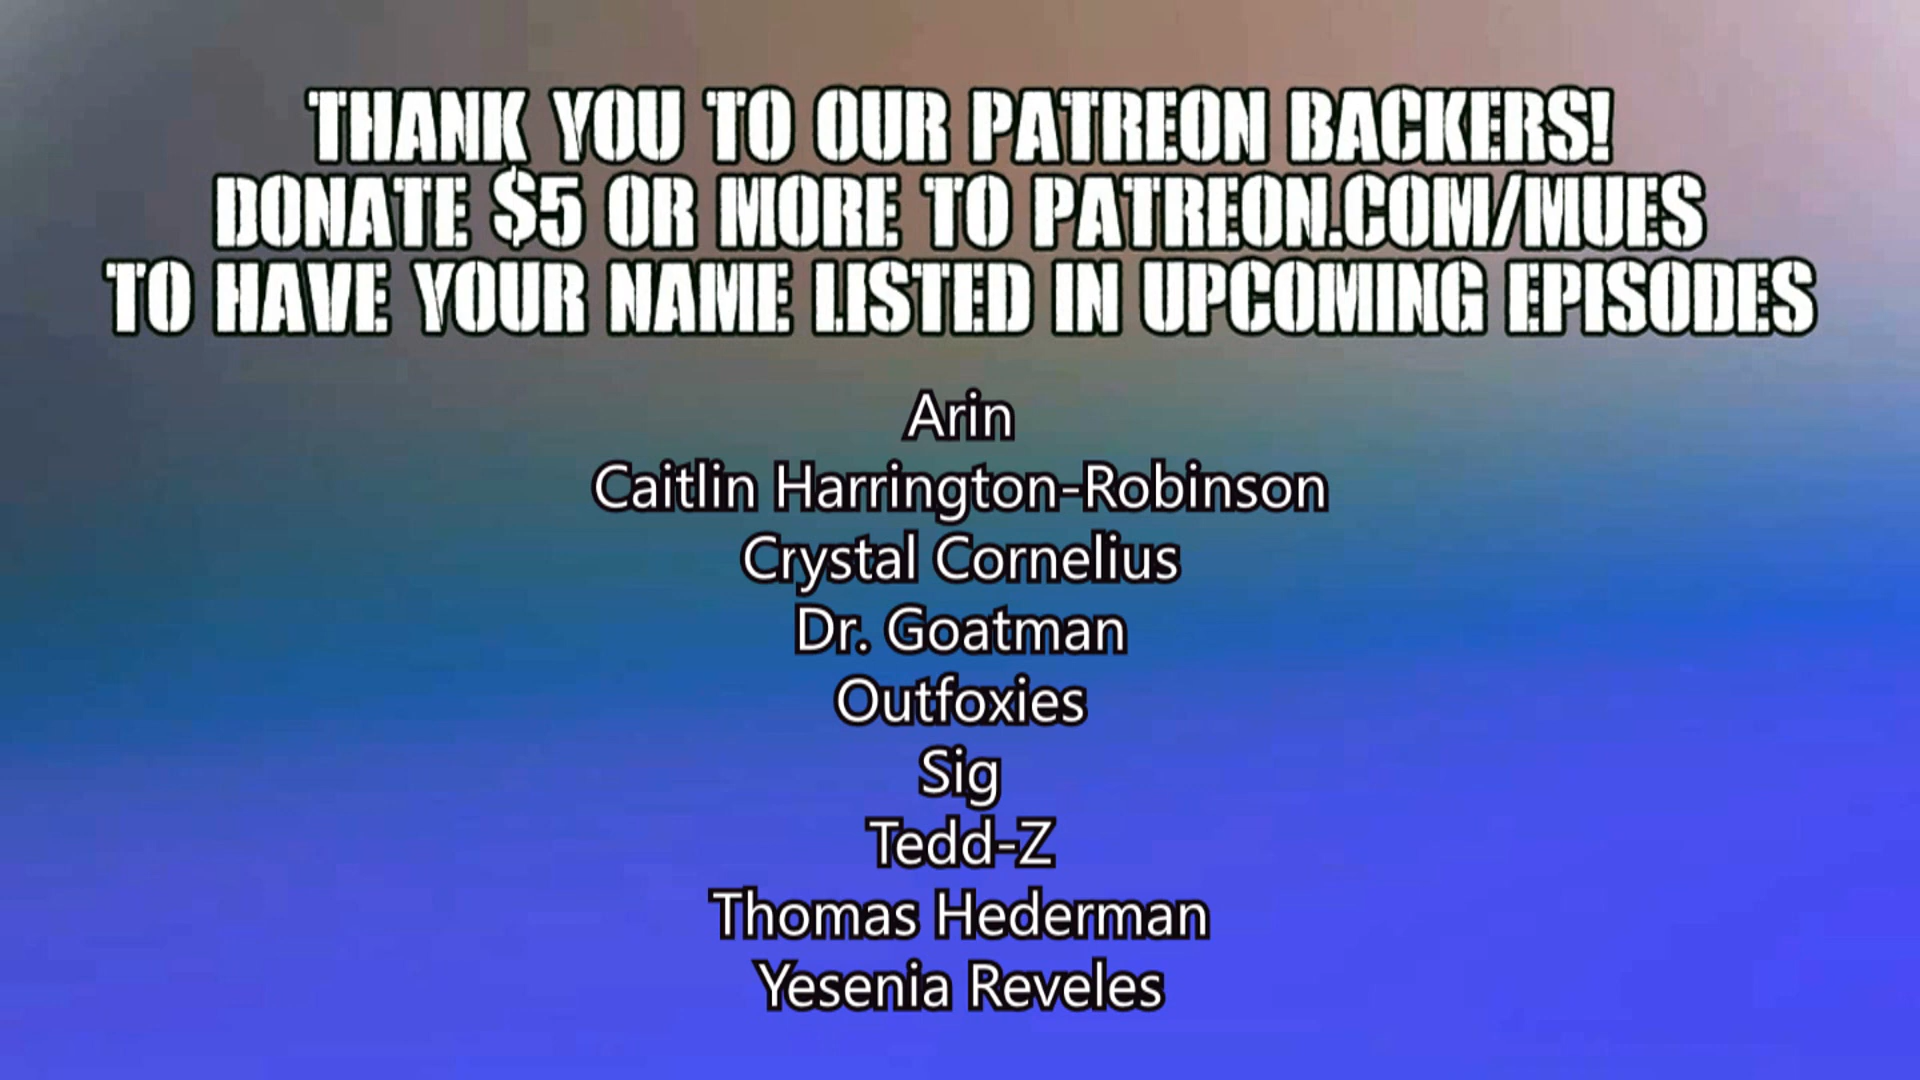 THANK YOU TO OUR PATREON BACKERS!
DONATE $5 OR MORE TO PATREON.COM/MUES
TO HAVE YOUR NAME LISTED IN UPCOMING EPISODES
Arin
Caitlin Harrington-Robinson
Crystal Cornelius
Dr. Goatman
Outfoxies
Sig
Tedd-Z
Thomas Hederman
Yesenia Reveles